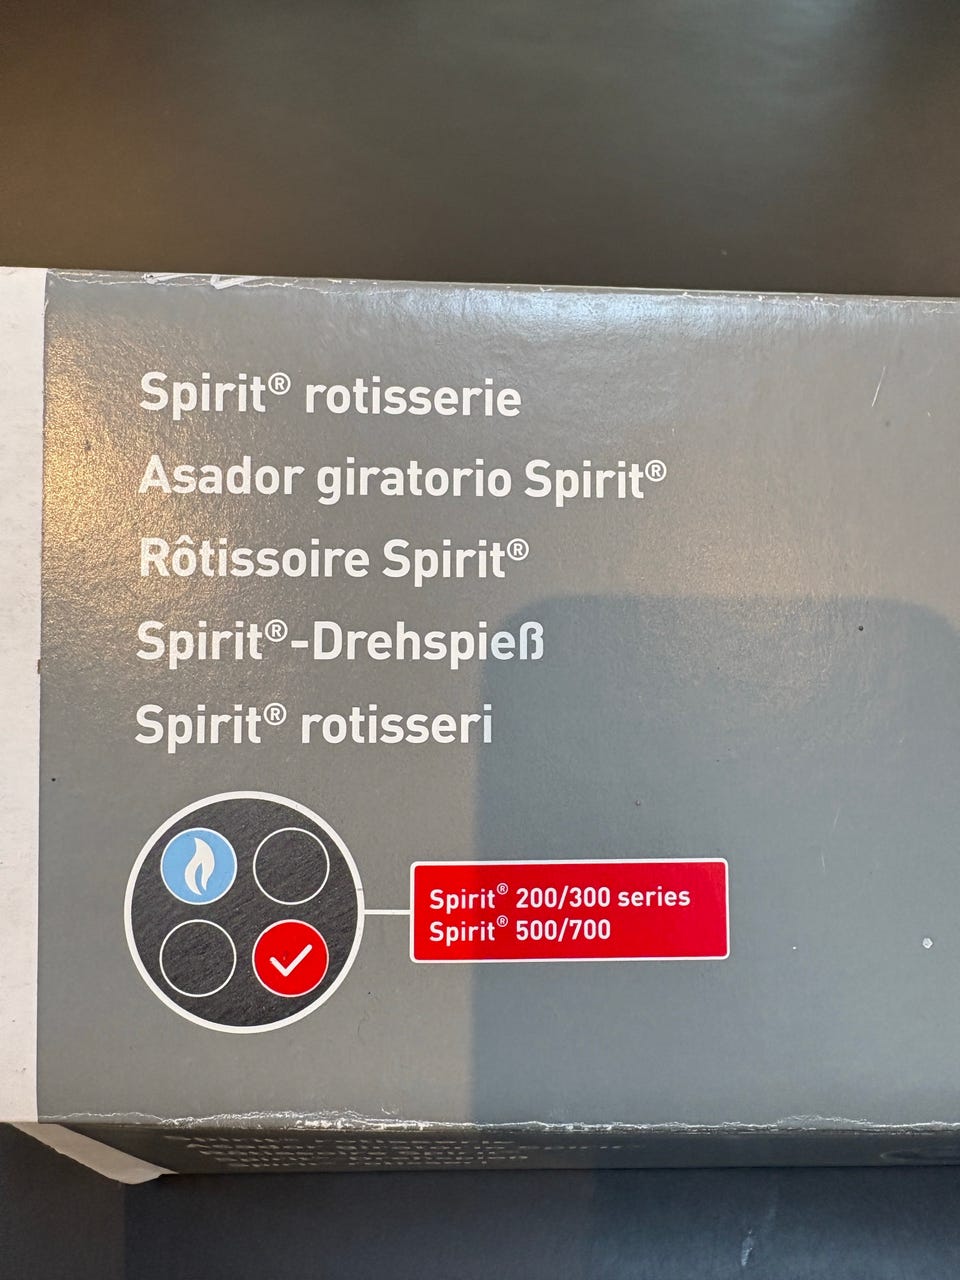 Spirit® rotisserie
Asador giratorio Spirit®
Rôtissoire Spirit®
Spirit®-Drehspieß
Spirit® rotisseri
Spirit® 200/300 series
Spirit® 500/700